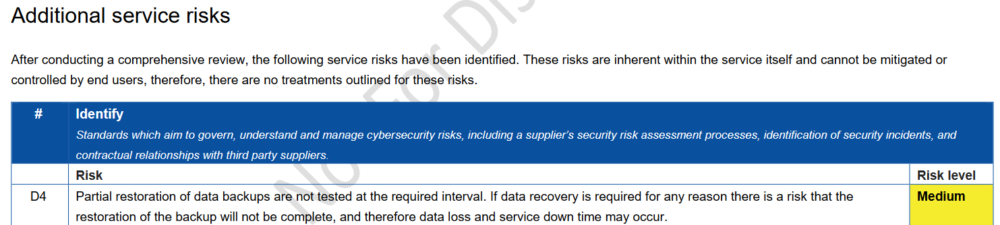 Additional service risks
After conducting a comprehensive review, the following service risks have been identified. These risks are inherent within the service itself and cannot be mitigated or
controlled by end users, therefore, there are no treatments outlined for these risks.
# Identify
Standards which aim to govern, understand and manage cybersecurity risks, including a supplier's security risk assessment processes, identification of security incidents, and
contractual relationships with third party suppliers.
Risk Risk level
D4 Partial restoration of data backups are not tested at the required interval. If data recovery is required for any reason there is a risk that the Medium
restoration of the backup will not be complete, and therefore data loss and service down time may occur.
For